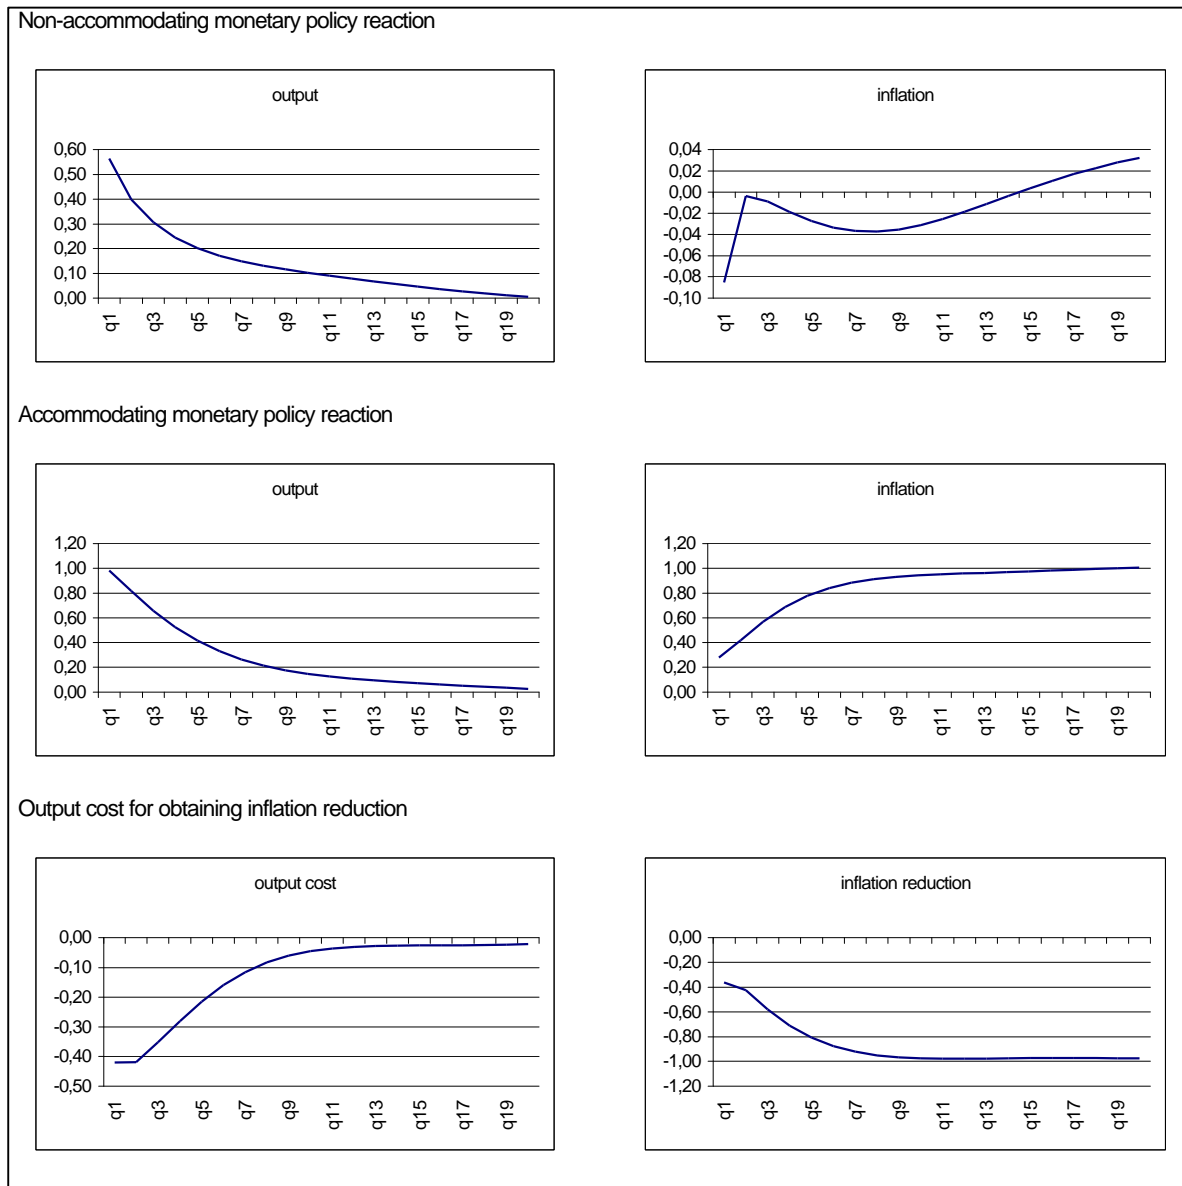 Non-accommodating monetary policy reaction
output
0,60
0,50
0,40
0,30
0,20
0,10
0,00
q1 q3 q5 q7 q9 q11 q13 q15 q17 q19
inflation
0,04
0,02
0,00
-0,02
-0,04
-0,06
-0,08
-0,10
q1 q3 q5 q7 q9 q11 q13 q15 q17 q19
Accommodating monetary policy reaction
output
1,20
1,00
0,80
0,60
0,40
0,20
0,00
q1 q3 q5 q7 q9 q11 q13 q15 q17 q19
inflation
1,20
1,00
0,80
0,60
0,40
0,20
0,00
q1 q3 q5 q7 q9 q11 q13 q15 q17 q19
Output cost for obtaining inflation reduction
output cost
0,00
-0,10
-0,20
-0,30
-0,40
-0,50
q1 q3 q5 q7 q9 q11 q13 q15 q17 q19
inflation reduction
0,00
-0,20
-0,40
-0,60
-0,80
-1,00
-1,20
q1 q3 q5 q7 q9 q11 q13 q15 q17 q19